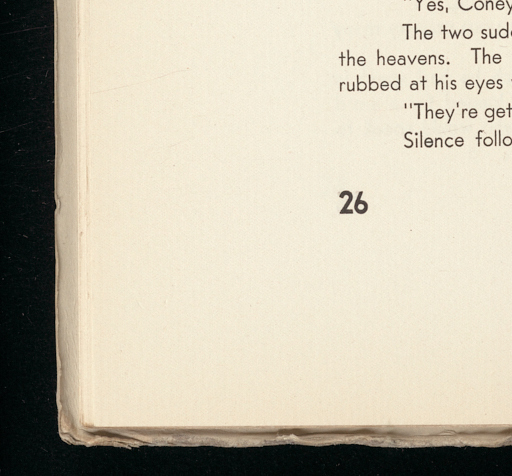 "Yes, Coney
The two sud
the heavens. The
rubbed at his eyes
"They're get
Silence follo
26